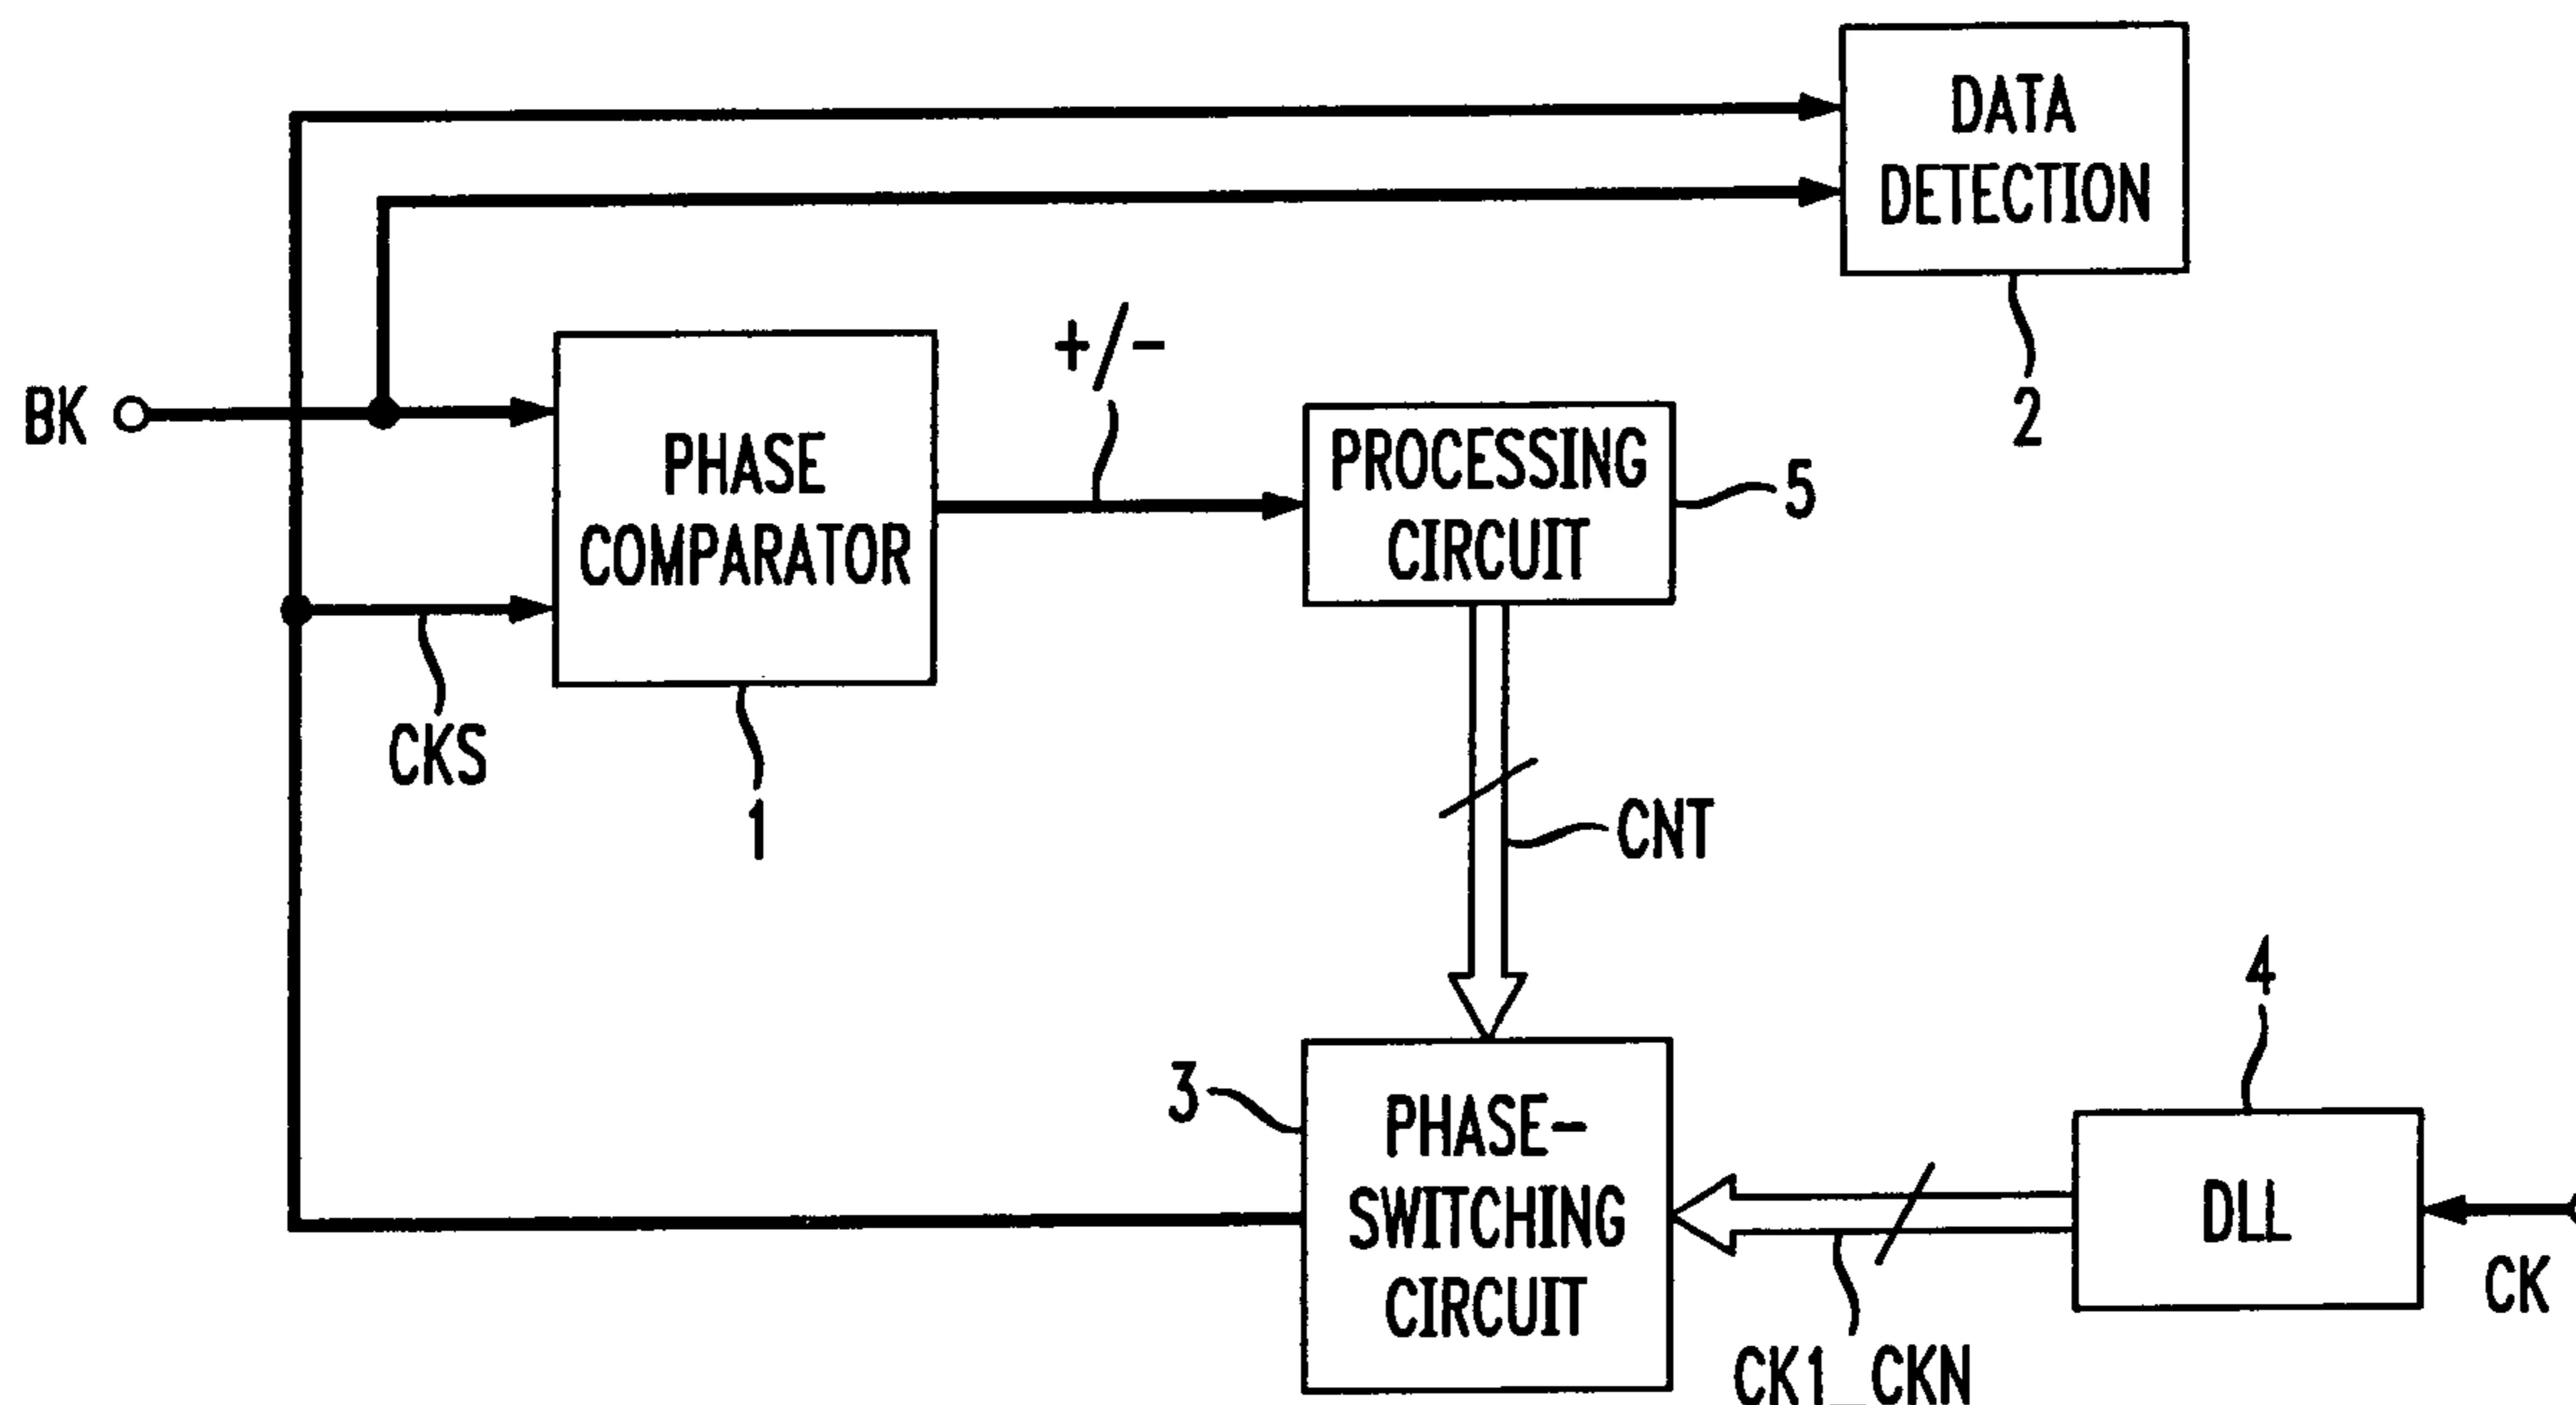 DATA
DETECTION
2
BK
PHASE
COMPARATOR
1
+/-
PROCESSING
CIRCUIT
5
CKS
CNT
3
PHASE-
SWITCHING
CIRCUIT
4
DLL
CK
CK1_CKN